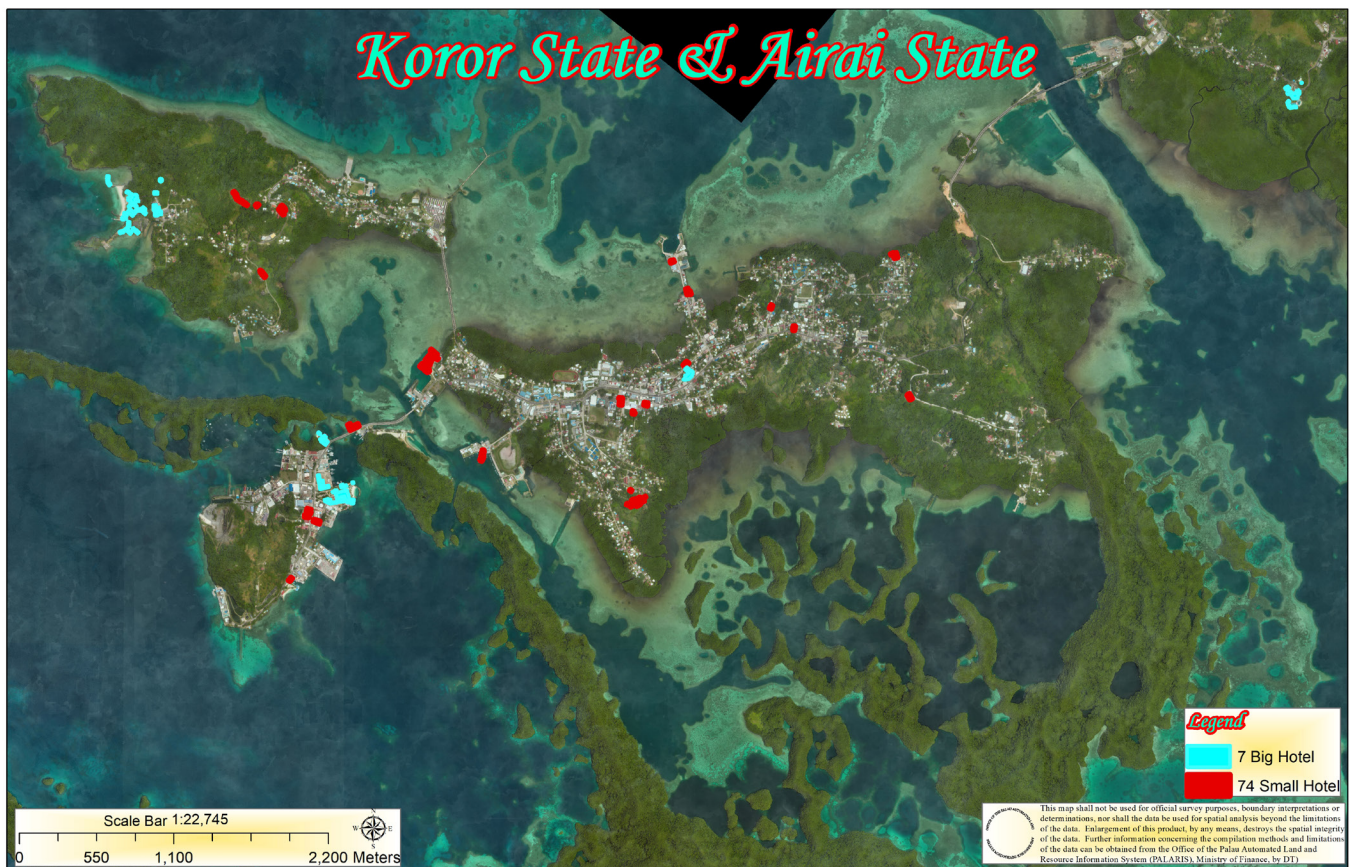 Koror State & Airai State
Legend
7 Big Hotel
74 Small Hotel
Scale Bar 1:22,745
N
W E
S
0 550 1,100 2,200 Meters
This map shall not be used for official survey purposes, boundary interpretations or
determinations, nor shall the data be used for spatial analysis beyond the limitations
of the data. Enlargement of this product, by any means, destroys the spatial integrity
of the data. Further information concerning the compilation methods and limitations
of the data can be obtained from the Office of the Palau Automated Land and
Resource Information System (PALARIS), Ministry of Finance, by DT)